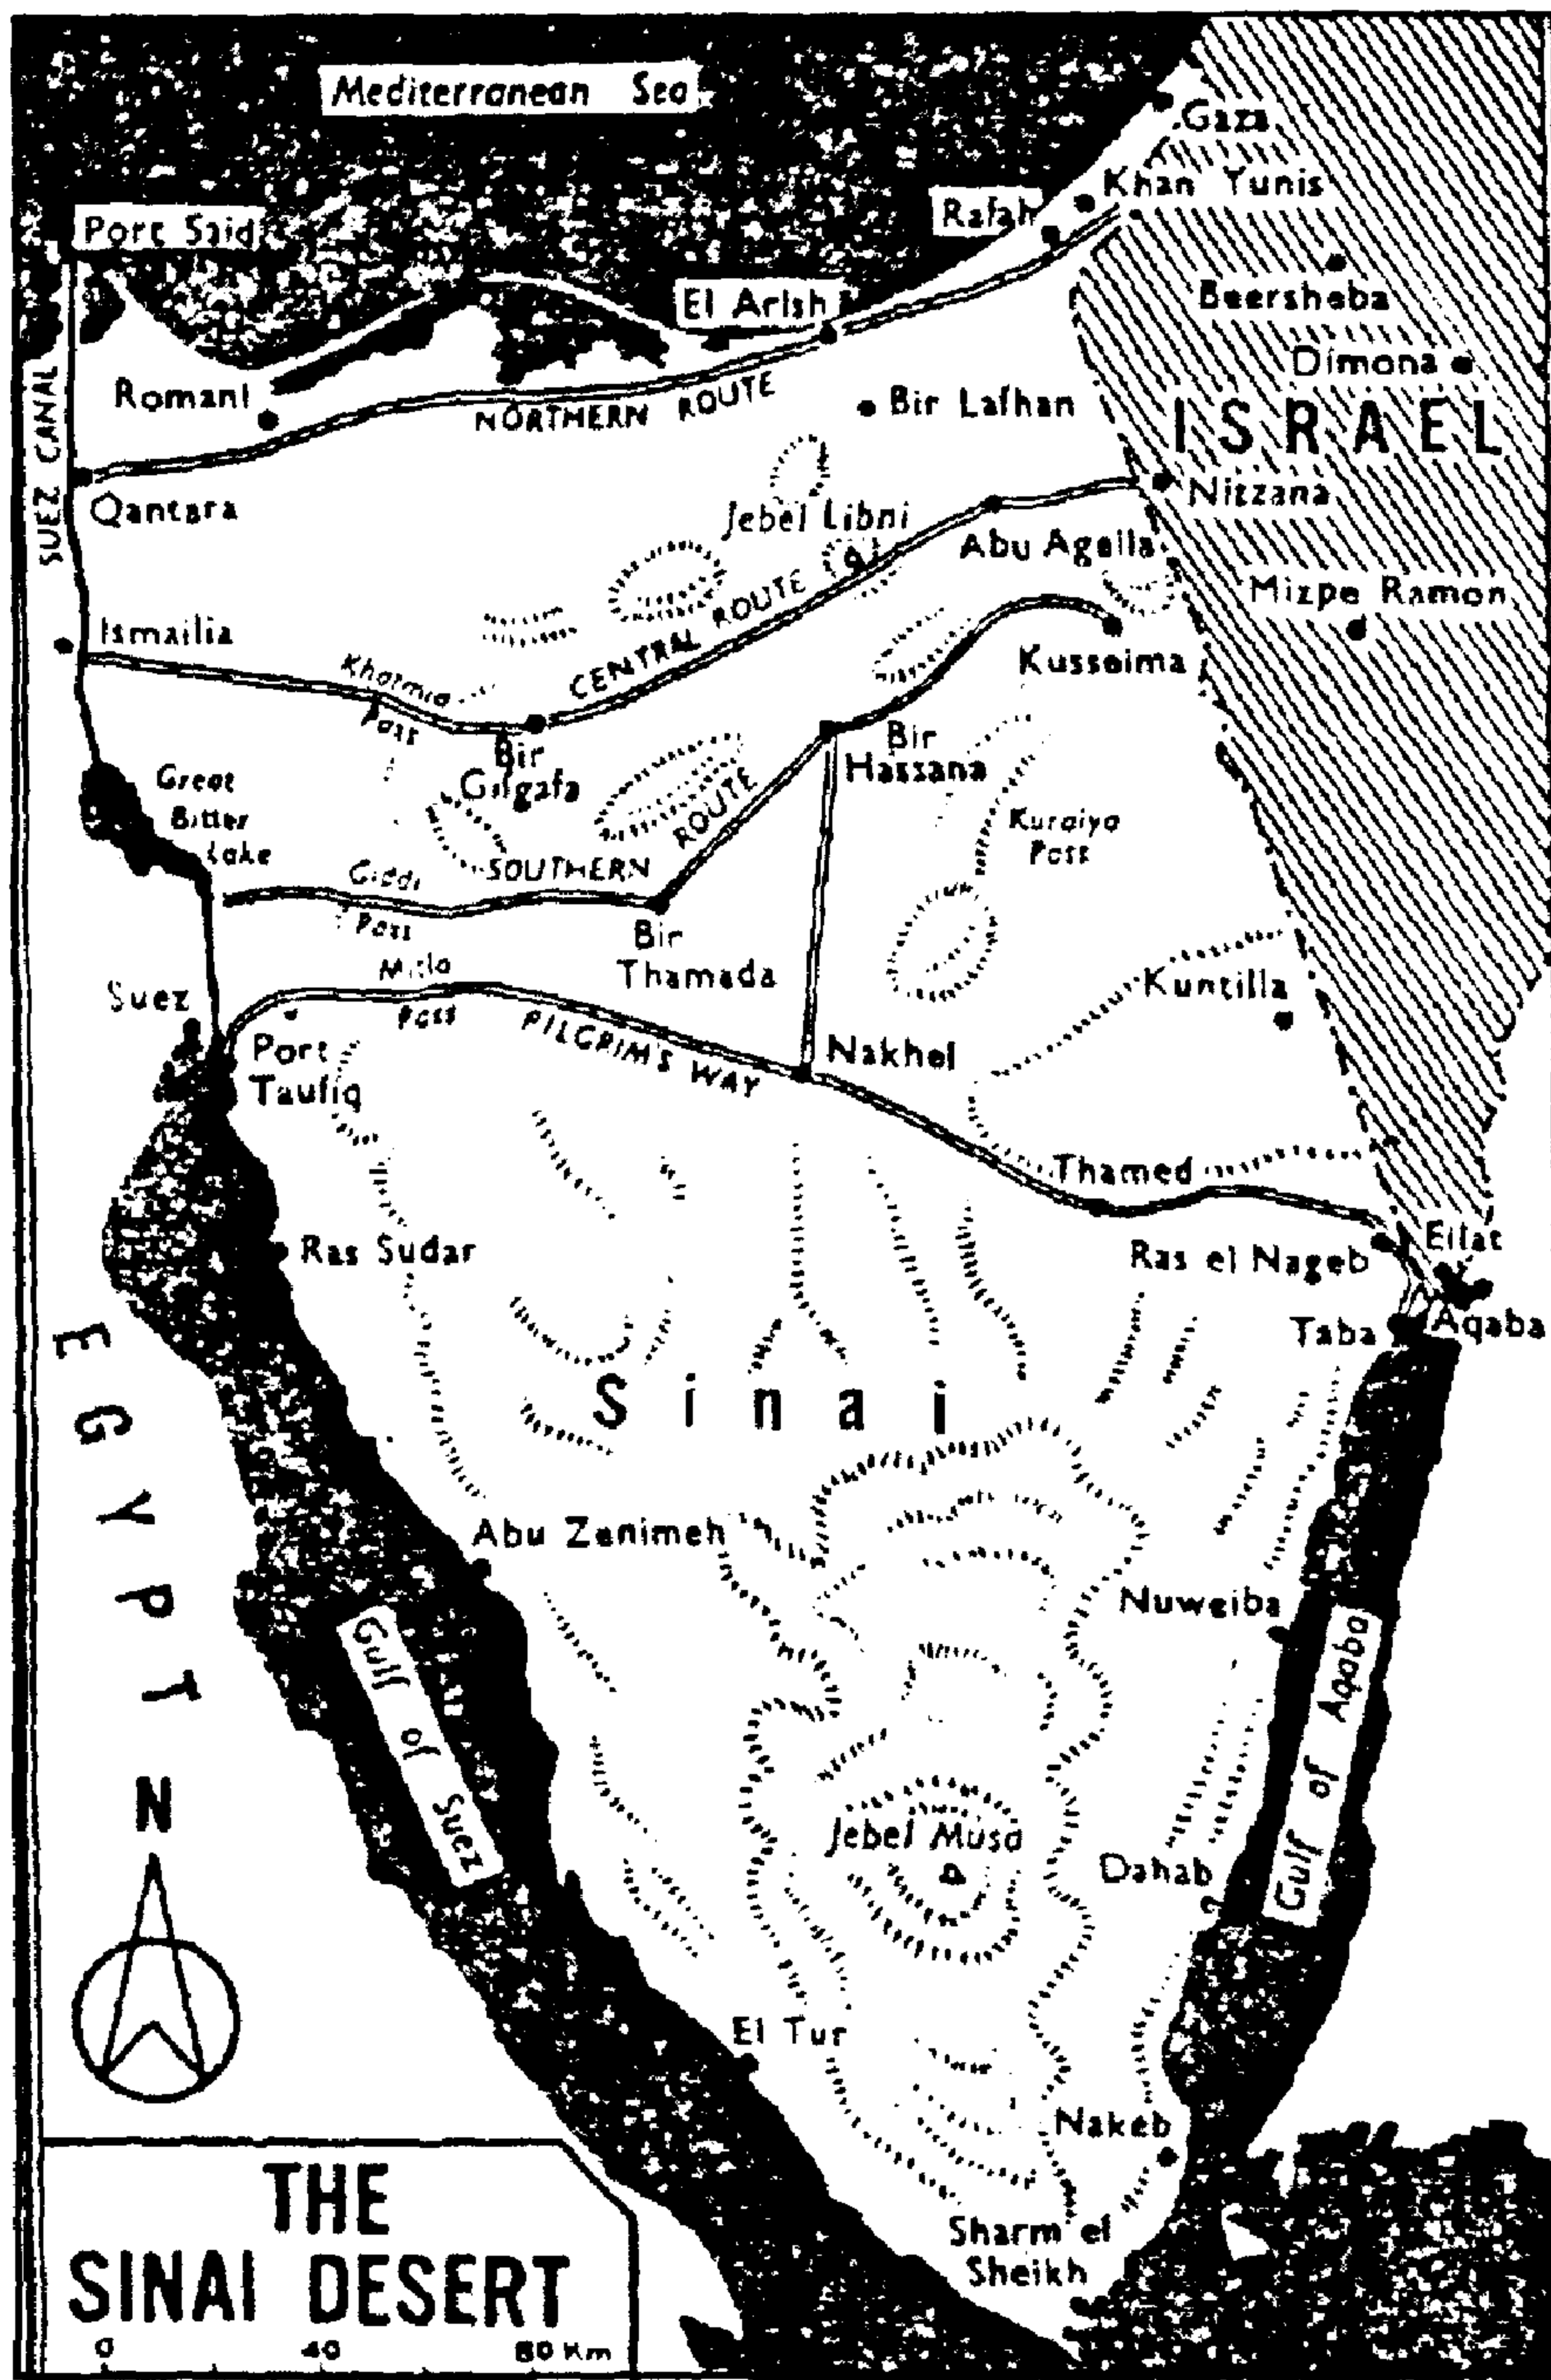 Mediterranean Sea
Gaza
Khan Yunis
Rafah
Port Said
Beersheba
El Arish
Dimona
Romani
NORTHERN ROUTE
Bir Lafhan
ISRAEL
SUEZ CANAL
Qantara
Nitzana
Jebel Libni
Abu Ageila
Mizpe Ramon
Ismailia
CENTRAL ROUTE
Kusseima
Khatmia
Pass
Bir
Gifgafa
Bir
Hassana
Great
Bitter
Lake
Kuraiya
Pass
SOUTHERN ROUTE
Giddi
Pass
Bir
Thamada
Mitla
Pass
Suez
Kuntilla
PILGRIM'S WAY
Nakhel
Port
Taufiq
Thamed
Ras Sudar
Ras el Nageb
Eilat
Taba
Aqaba
EGYPT
Sinai
Abu Zenimeh
Nuweiba
Gulf of Suez
Gulf of Aqaba
N
Jebel Musa
Dahab
El Tur
Nakeb
Sharm el
Sheikh
THE
SINAI DESERT
0 40 80 Km